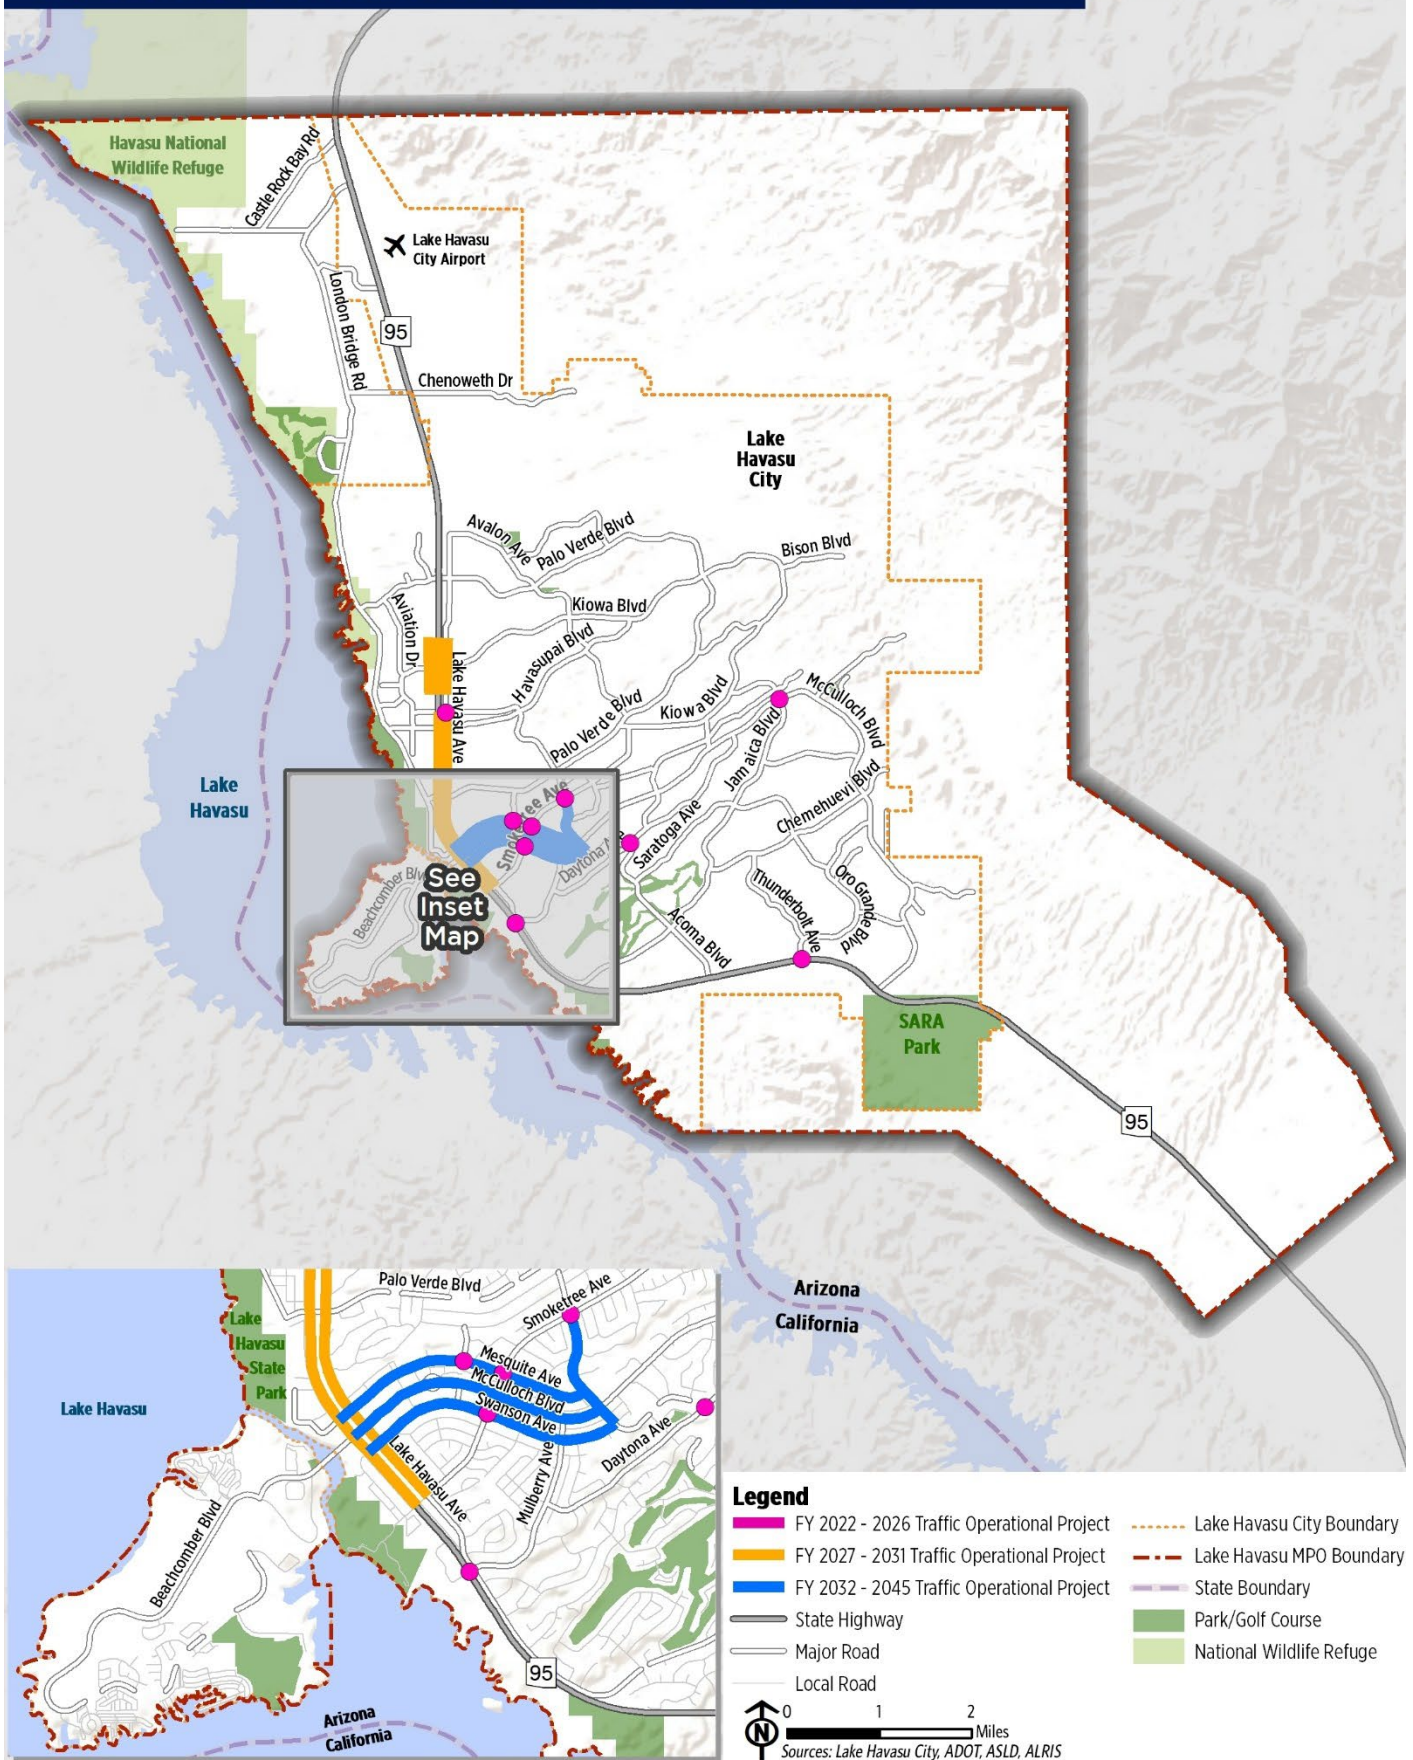 Havasu National
Wildlife Refuge
Castle Rock Bay Rd
Lake Havasu
City Airport
London Bridge Rd
95
Chenoweth Dr
Lake
Havasu
City
Avalon Ave
Palo Verde Blvd
Bison Blvd
Aviation Dr
Kiowa Blvd
Havasupai Blvd
Lake Havasu Ave
McCulloch Blvd
Kiowa Blvd
Palo Verde Blvd
Jamaica Blvd
Lake
Havasu
Smoketree Ave
Chemehuevi Blvd
Saratoga Ave
Daytona A
Beachcomber Blv
See
Inset
Map
Thunderbolt Ave
Oro Grande Blvd
Acoma Blvd
SARA
Park
95
Arizona
California
Palo Verde Blvd
Smoketree Ave
Lake
Havasu
State
Park
Mesquite Ave
McCulloch Blvd
Swanson Ave
Lake Havasu
Lake Havasu Ave
Mulberry Ave
Daytona Ave
Beachcomber Blvd
95
Arizona
California
Legend
FY 2022 - 2026 Traffic Operational Project
FY 2027 - 2031 Traffic Operational Project
FY 2032 - 2045 Traffic Operational Project
State Highway
Major Road
Local Road
Lake Havasu City Boundary
Lake Havasu MPO Boundary
State Boundary
Park/Golf Course
National Wildlife Refuge
N
0 1 2
Miles
Sources: Lake Havasu City, ADOT, ASLD, ALRIS